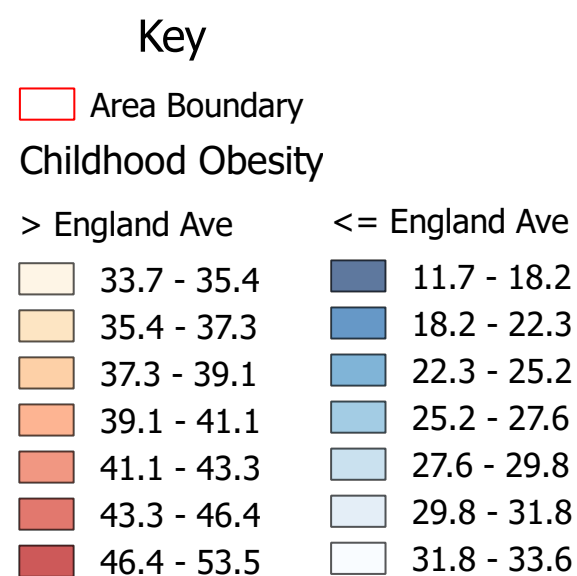 Key
Area Boundary
Childhood Obesity
> England Ave
33.7 - 35.4
35.4 - 37.3
37.3 - 39.1
39.1 - 41.1
41.1 - 43.3
43.3 - 46.4
46.4 - 53.5
<= England Ave
11.7 - 18.2
18.2 - 22.3
22.3 - 25.2
25.2 - 27.6
27.6 - 29.8
29.8 - 31.8
31.8 - 33.6